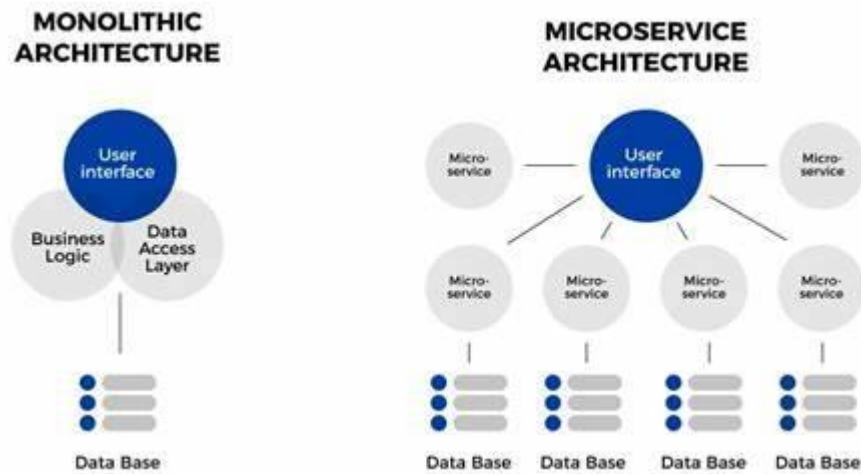 MONOLITHIC
ARCHITECTURE
User
interface
Business
Logic
Data
Access
Layer
Data Base
MICROSERVICE
ARCHITECTURE
Micro-
service
User
interface
Micro-
service
Micro-
service
Micro-
service
Micro-
service
Micro-
service
Data Base
Data Base
Data Base
Data Base